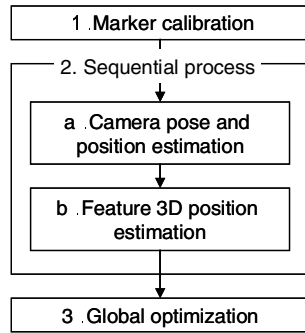 1 .Marker calibration
2. Sequential process
a .Camera pose and
position estimation
b .Feature 3D position
estimation
3 .Global optimization